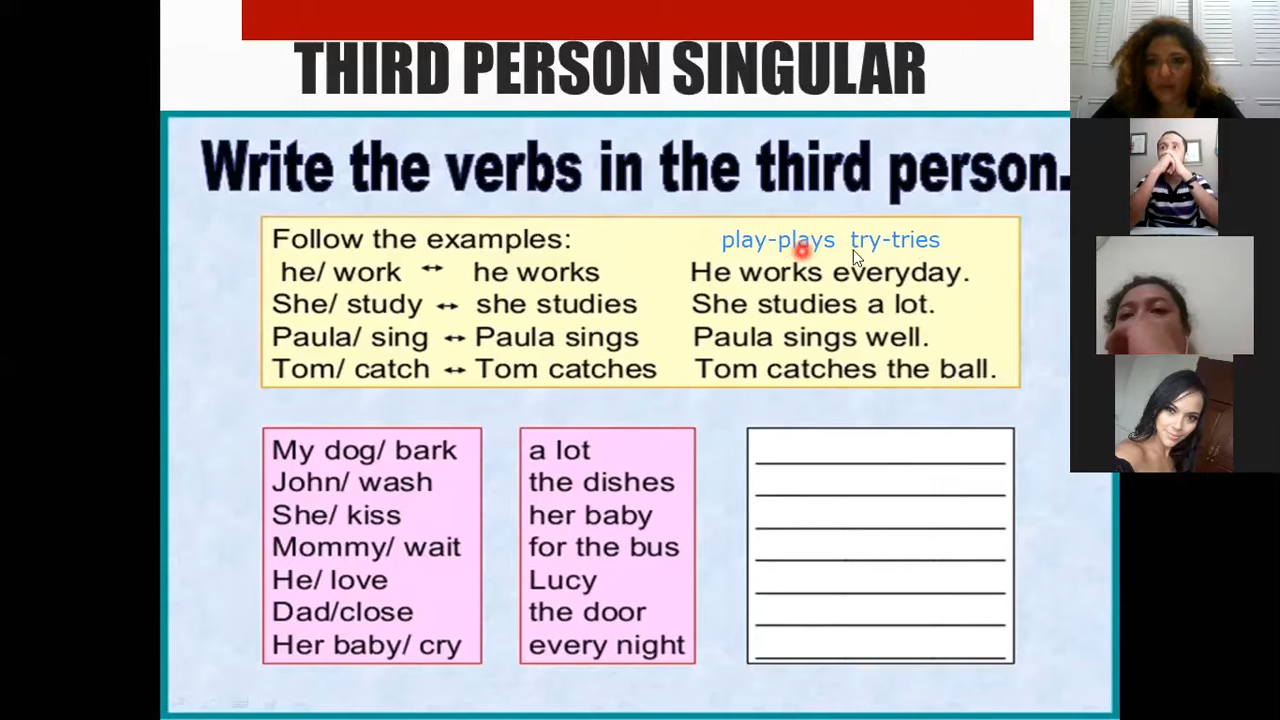 THIRD PERSON SINGULAR
Write the verbs in the third person.
Follow the examples: play-plays try-tries
he/ work ↔ he works He works everyday.
She/ study ↔ she studies She studies a lot.
Paula/ sing ↔ Paula sings Paula sings well.
Tom/ catch ↔ Tom catches Tom catches the ball.
My dog/ bark a lot
John/ wash the dishes
She/ kiss her baby
Mommy/ wait for the bus
He/ love Lucy
Dad/close the door
Her baby/ cry every night